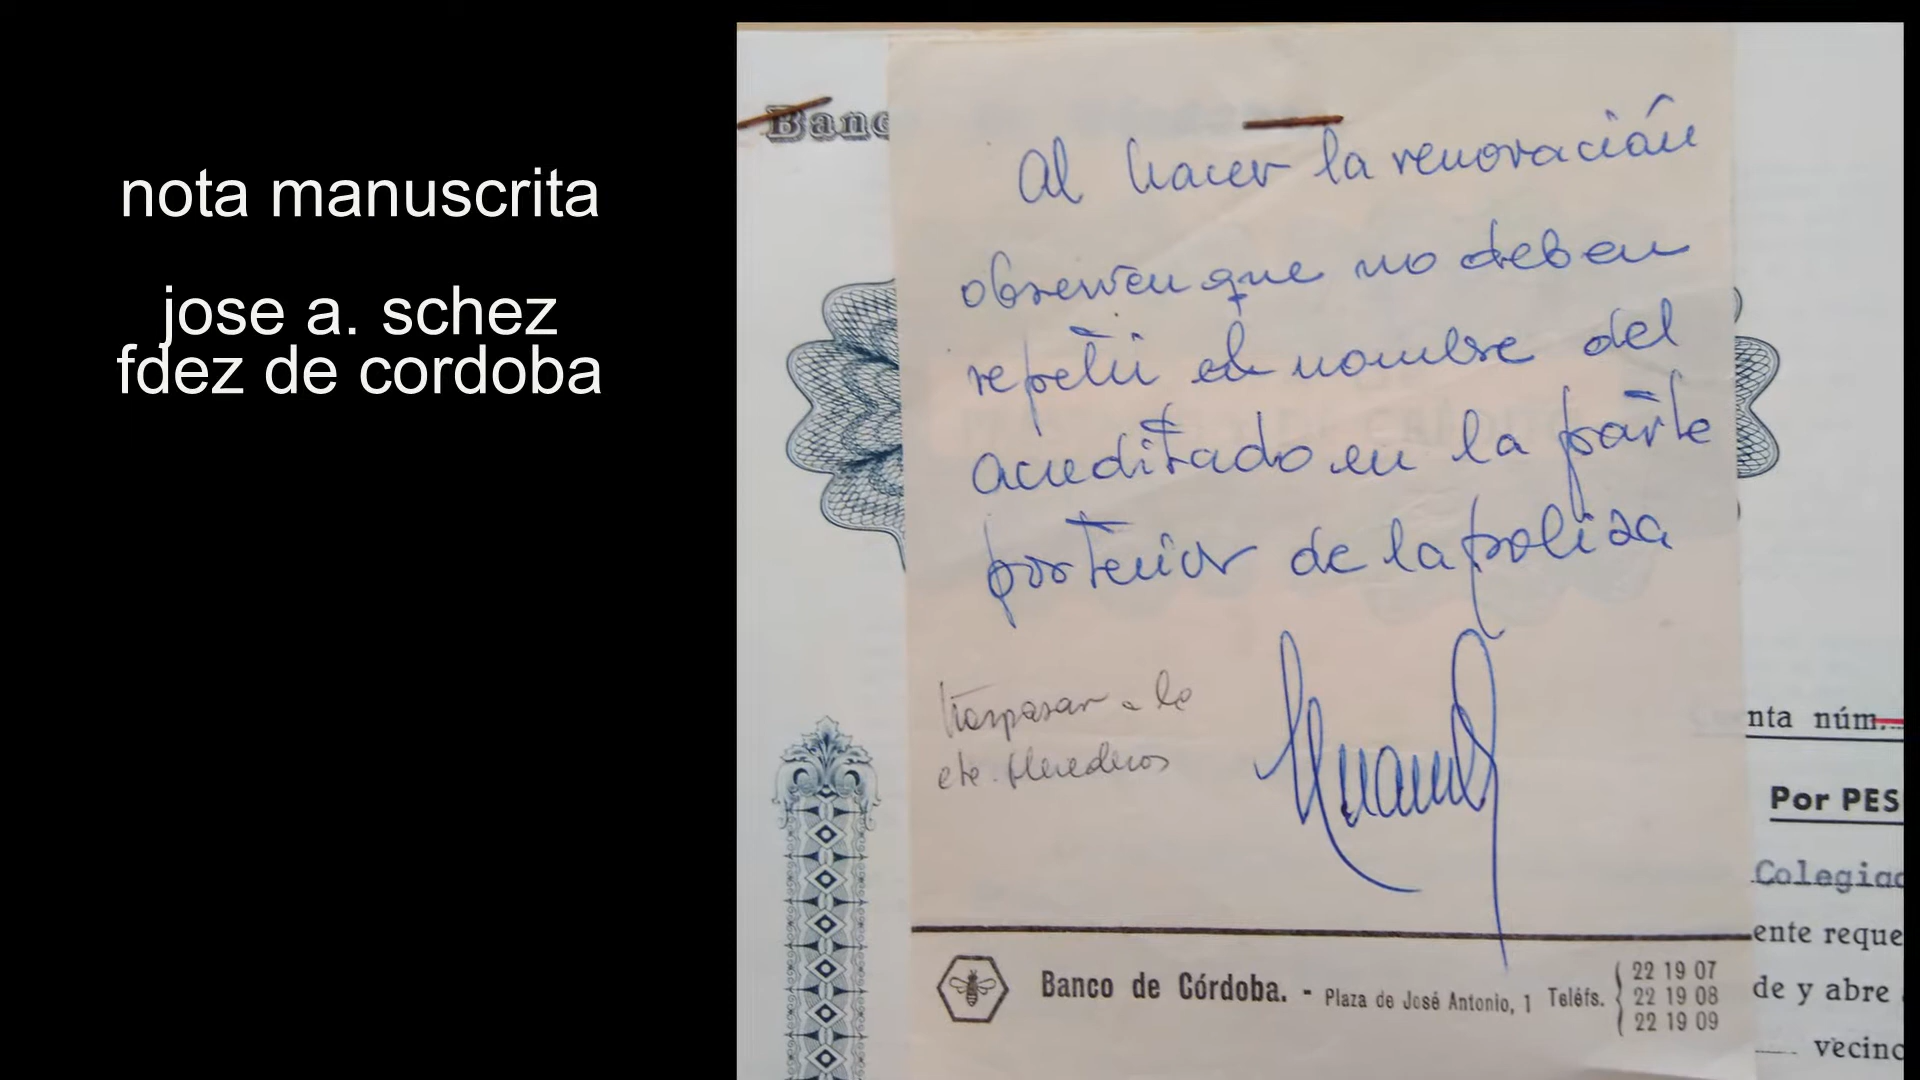 nota manuscrita
jose a. schez
fdez de cordoba
Banc
Al hacer la renovación
observen que no deben
repetir el nombre del
acreditado en la parte
porterior de la poliza
traspasar a la
cta. Herederos
nta núm.
Por PES
Colegiad
ente reque
de y abre
vecino
Banco de Córdoba. - Plaza de José Antonio, 1 Teléfs. 22 19 07
22 19 08
22 19 09